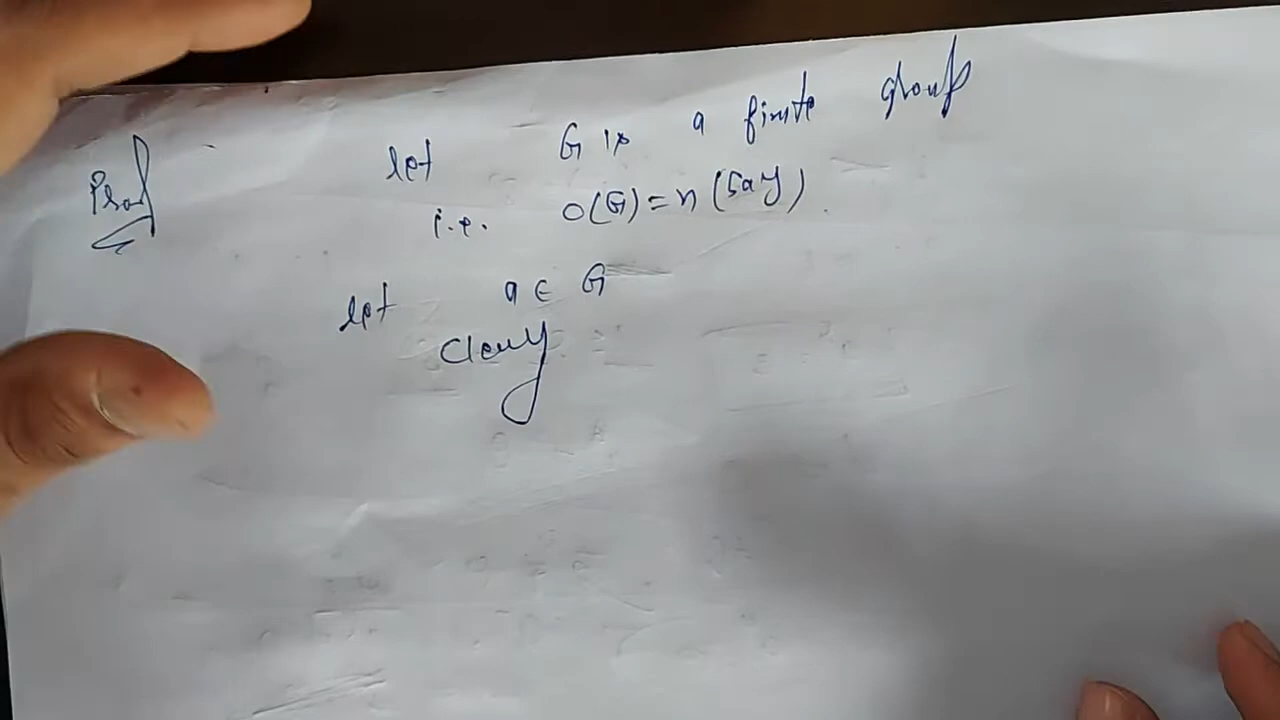 Proof let G is a finite group
i.e. o(G) = n (say)
let a ∈ G
Clearly